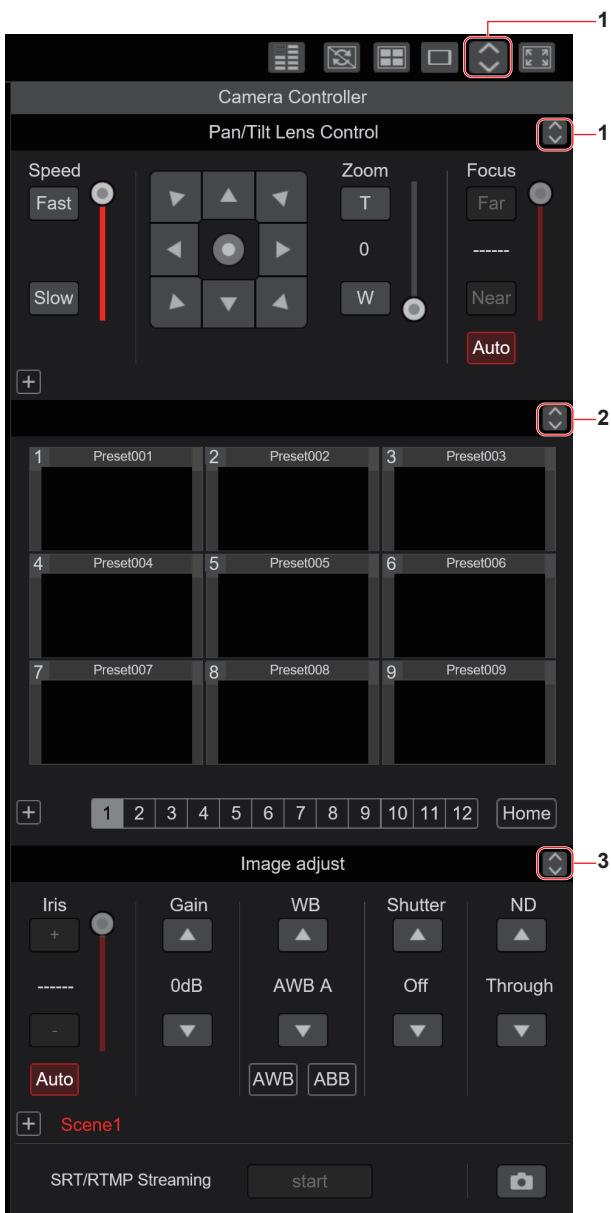 1
Camera Controller
Pan/Tilt Lens Control
1
Speed
Zoom
Focus
Fast
T
Far
0
------
Slow
W
Near
Auto
+
2
1 Preset001
2 Preset002
3 Preset003
4 Preset004
5 Preset005
6 Preset006
7 Preset007
8 Preset008
9 Preset009
+
1 2 3 4 5 6 7 8 9 10 11 12
Home
Image adjust
3
Iris
Gain
WB
Shutter
ND
+
------
0dB
AWB A
Off
Through
-
Auto
AWB
ABB
+
Scene1
SRT/RTMP Streaming
start